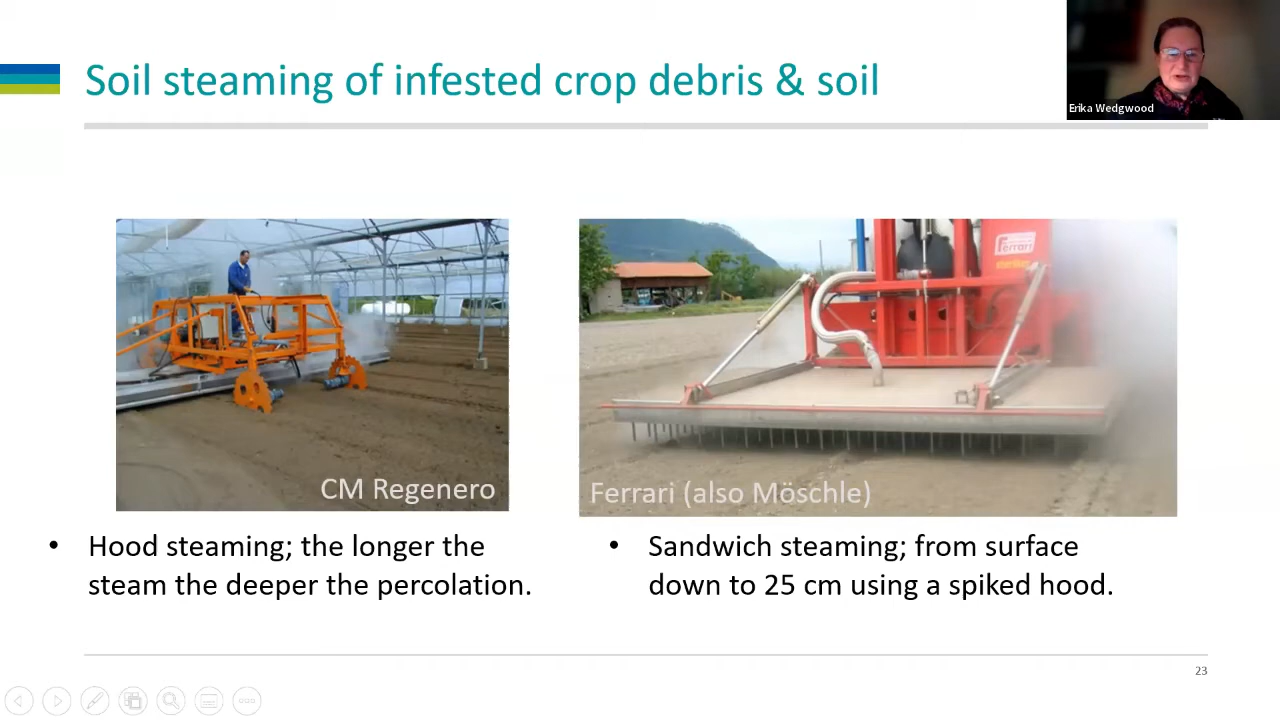 Soil steaming of infested crop debris & soil
Erika Wedgwood
Ferrari
CM Regenero
Ferrari (also Möschle)
• Hood steaming; the longer the
steam the deeper the percolation.
• Sandwich steaming; from surface
down to 25 cm using a spiked hood.
23